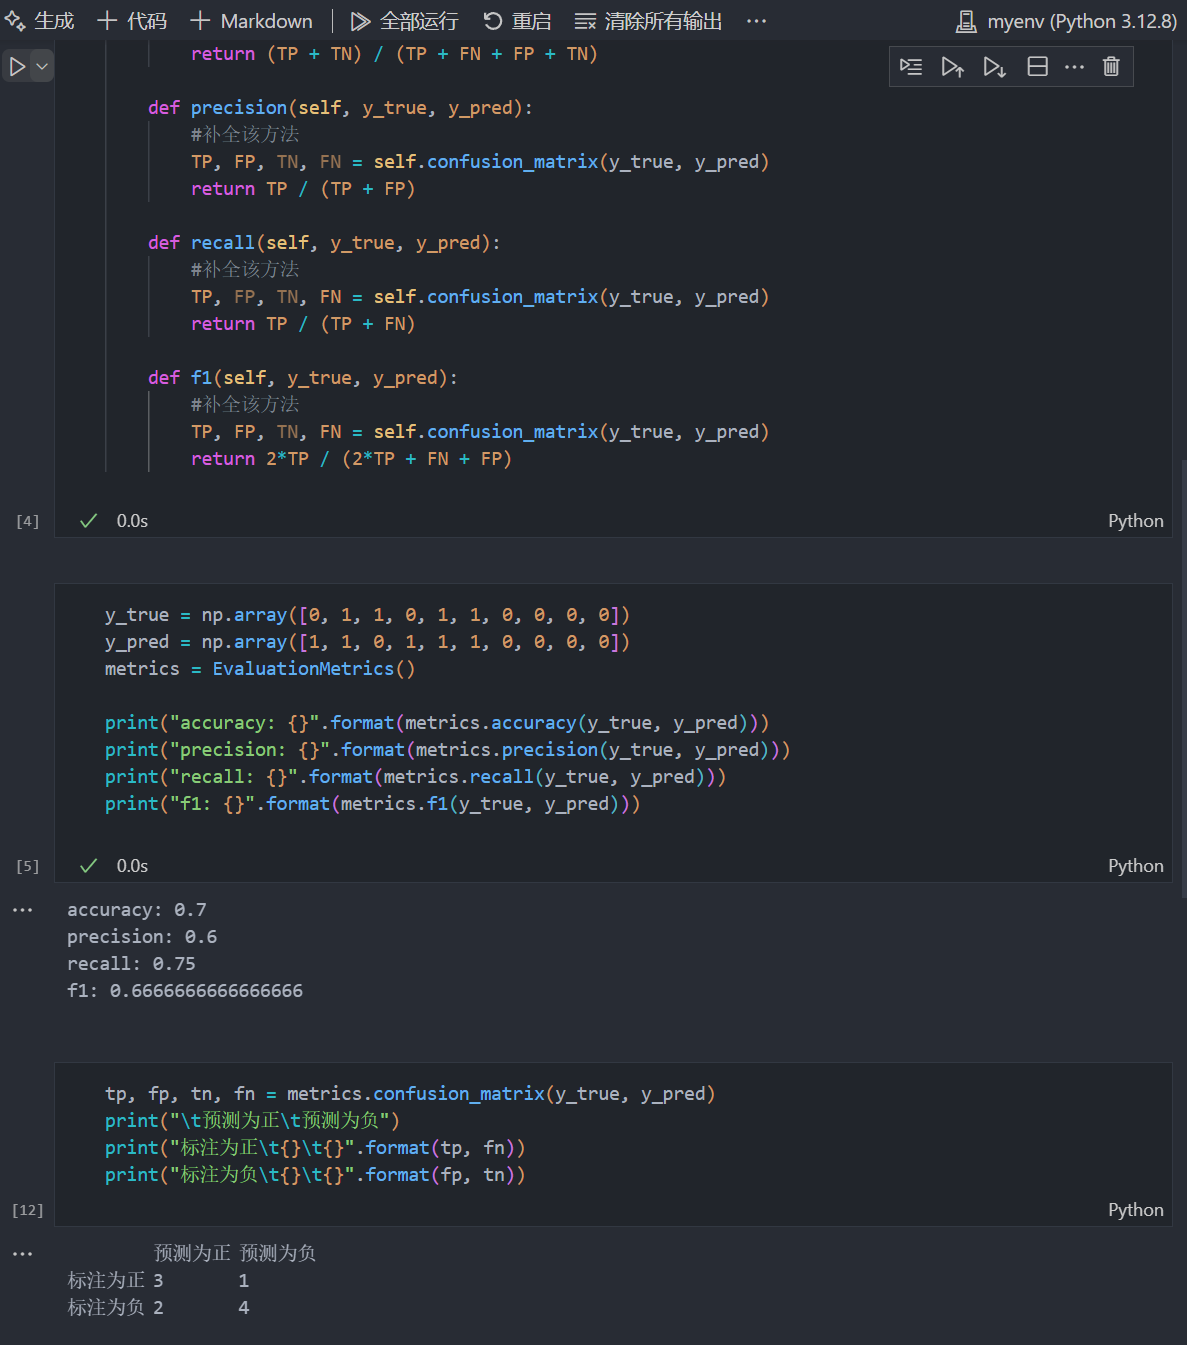 生成 代码 Markdown 全部运行 重启 清除所有输出 ··· myenv (Python 3.12.8)
return (TP + TN) / (TP + FN + FP + TN)
def precision(self, y_true, y_pred):
#补全该方法
TP, FP, TN, FN = self.confusion_matrix(y_true, y_pred)
return TP / (TP + FP)
def recall(self, y_true, y_pred):
#补全该方法
TP, FP, TN, FN = self.confusion_matrix(y_true, y_pred)
return TP / (TP + FN)
def f1(self, y_true, y_pred):
#补全该方法
TP, FP, TN, FN = self.confusion_matrix(y_true, y_pred)
return 2*TP / (2*TP + FN + FP)
[4] 0.0s Python
y_true = np.array([0, 1, 1, 0, 1, 1, 0, 0, 0, 0])
y_pred = np.array([1, 1, 0, 1, 1, 1, 0, 0, 0, 0])
metrics = EvaluationMetrics()
print("accuracy: {}".format(metrics.accuracy(y_true, y_pred)))
print("precision: {}".format(metrics.precision(y_true, y_pred)))
print("recall: {}".format(metrics.recall(y_true, y_pred)))
print("f1: {}".format(metrics.f1(y_true, y_pred)))
[5] 0.0s Python
accuracy: 0.7
precision: 0.6
recall: 0.75
f1: 0.6666666666666666
tp, fp, tn, fn = metrics.confusion_matrix(y_true, y_pred)
print("\t预测为正\t预测为负")
print("标注为正\t{}\t{}".format(tp, fn))
print("标注为负\t{}\t{}".format(fp, tn))
[12] Python
预测为正 预测为负
标注为正 3 1
标注为负 2 4